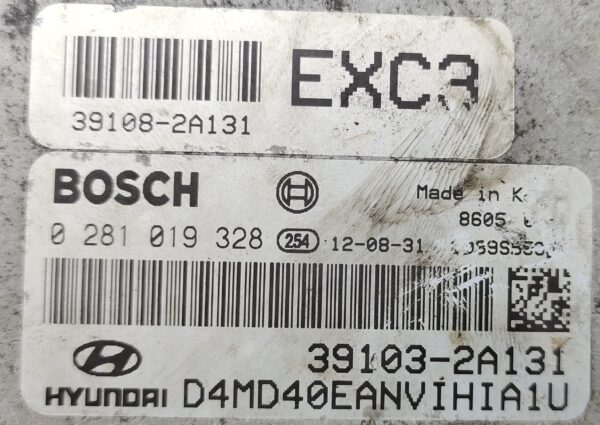 EXC3
39108-2A131
BOSCH
Made in
0 281 019 328 254 12-08-31
8605
39103-2A131
HYUNDAI D4MD40EANVIHIA1U